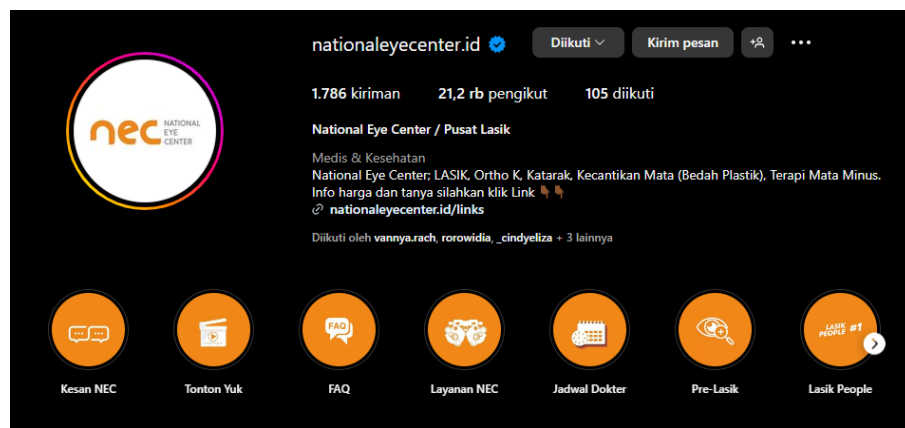 nationaleyecenter.id
Diikuti
Kirim pesan
1.786 kiriman
21,2 rb pengikut
105 diikuti
nec NATIONAL
EYE
CENTER
National Eye Center / Pusat Lasik
Medis & Kesehatan
National Eye Center; LASIK, Ortho K, Katarak, Kecantikan Mata (Bedah Plastik), Terapi Mata Minus.
Info harga dan tanya silahkan klik Link 👇🏾👇🏾
nationaleyecenter.id/links
Diikuti oleh vannya.rach, rorowidia, _cindyeliza + 3 lainnya
FAQ
LASIK PEOPLE #1
Kesan NEC
Tonton Yuk
FAQ
Layanan NEC
Jadwal Dokter
Pre-Lasik
Lasik People